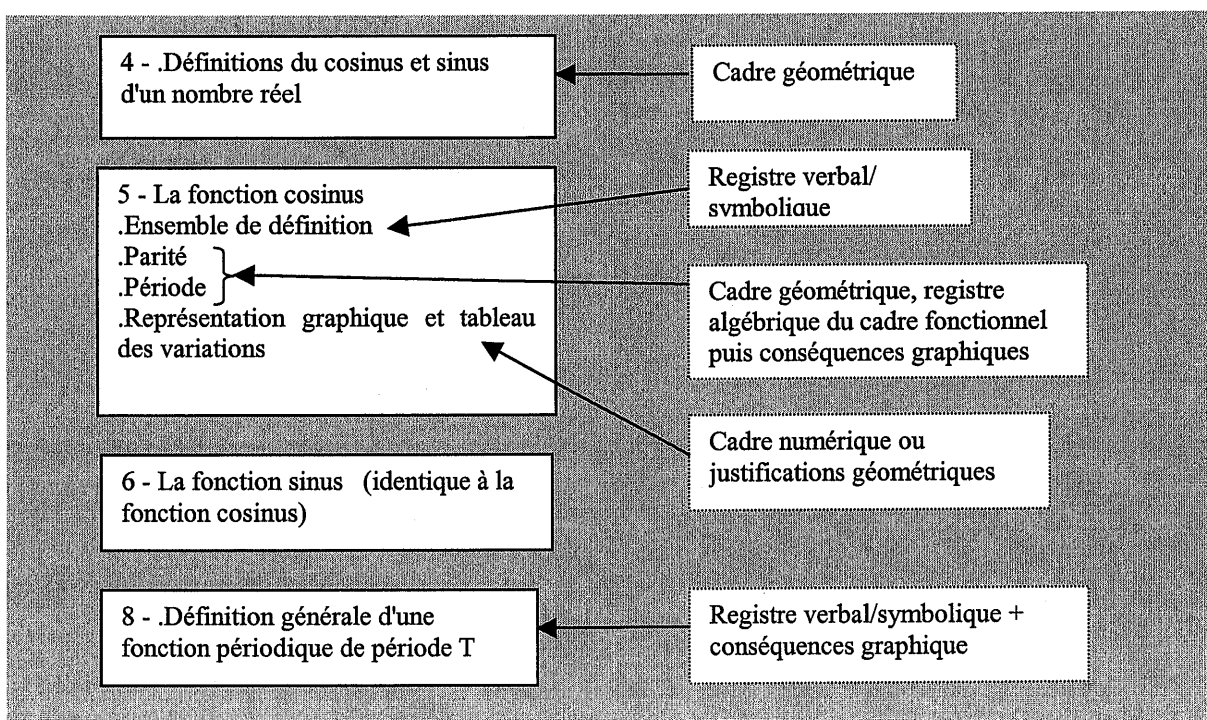 4 - .Définitions du cosinus et sinus
d'un nombre réel
Cadre géométrique
5 - La fonction cosinus
.Ensemble de définition
.Parité
.Période
.Représentation graphique et tableau
des variations
Registre verbal/
symbolique
Cadre géométrique, registre
algébrique du cadre fonctionnel
puis conséquences graphiques
Cadre numérique ou
justifications géométriques
6 - La fonction sinus (identique à la
fonction cosinus)
8 - .Définition générale d'une
fonction périodique de période T
Registre verbal/symbolique +
conséquences graphique